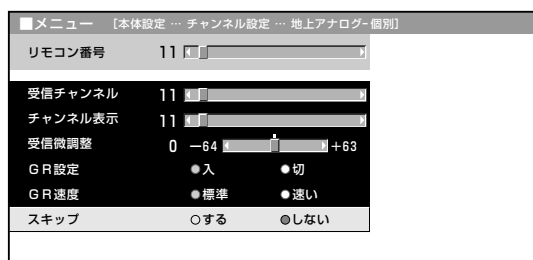 ■メニュー [本体設定 … チャンネル設定 … 地上アナログ-個別]
リモコン番号 11
受信チャンネル 11
チャンネル表示 11
受信微調整 0 −64 +63
GR設定 ●入 ●切
GR速度 ●標準 ●速い
スキップ ○する ◎しない